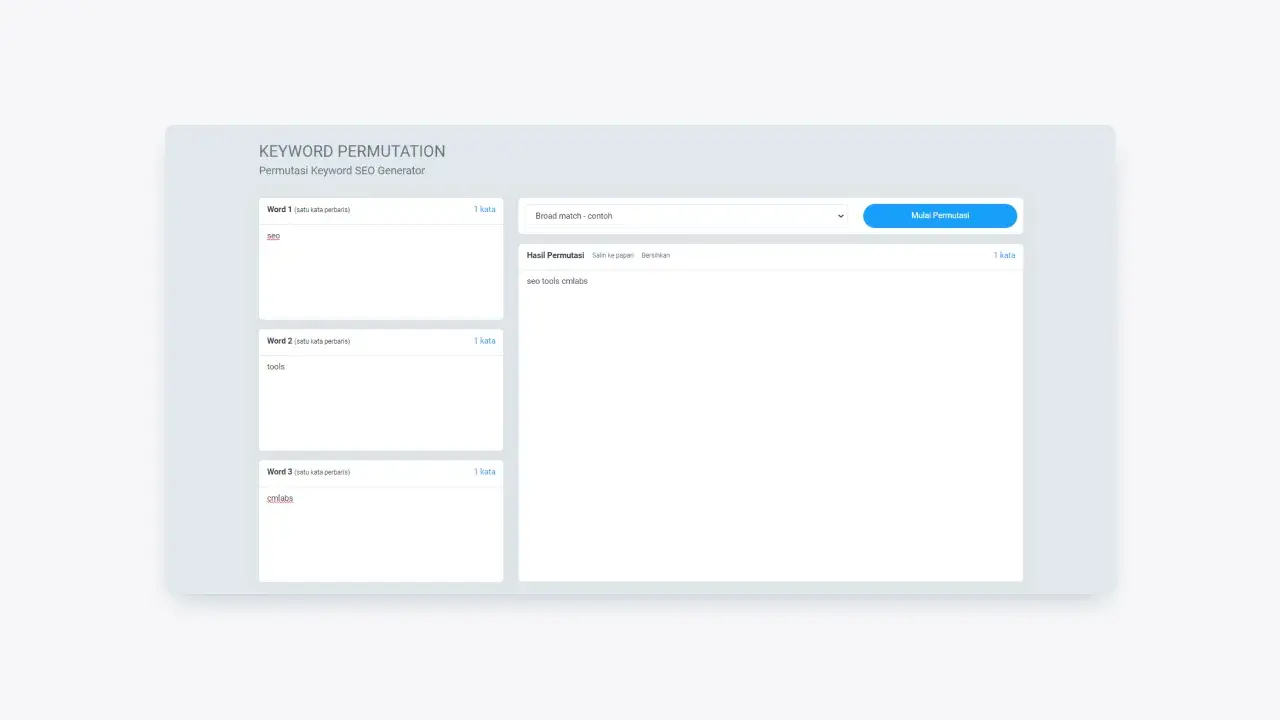 KEYWORD PERMUTATION
Permutasi Keyword SEO Generator
Word 1 (satu kata perbaris) 1 kata
seo
Word 2 (satu kata perbaris) 1 kata
tools
Word 3 (satu kata perbaris) 1 kata
cmlabs
Broad match - contoh
Mulai Permutasi
Hasil Permutasi Salin ke papan Bersihkan 1 kata
seo tools cmlabs